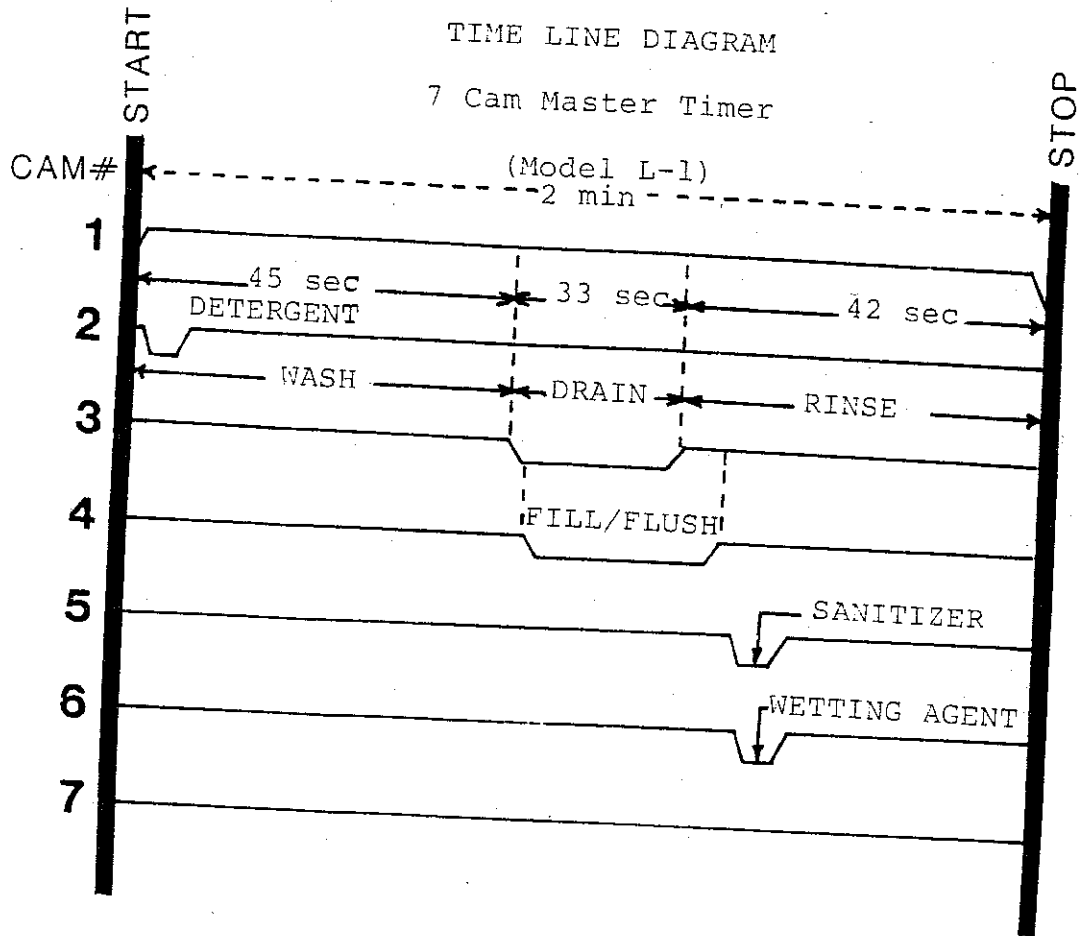 TIME LINE DIAGRAM
7 Cam Master Timer
(Model L-1)
START
STOP
CAM#
2 min
1
45 sec
33 sec
42 sec
2
DETERGENT
WASH
DRAIN
RINSE
3
4
FILL/FLUSH
5
SANITIZER
6
WETTING AGENT
7